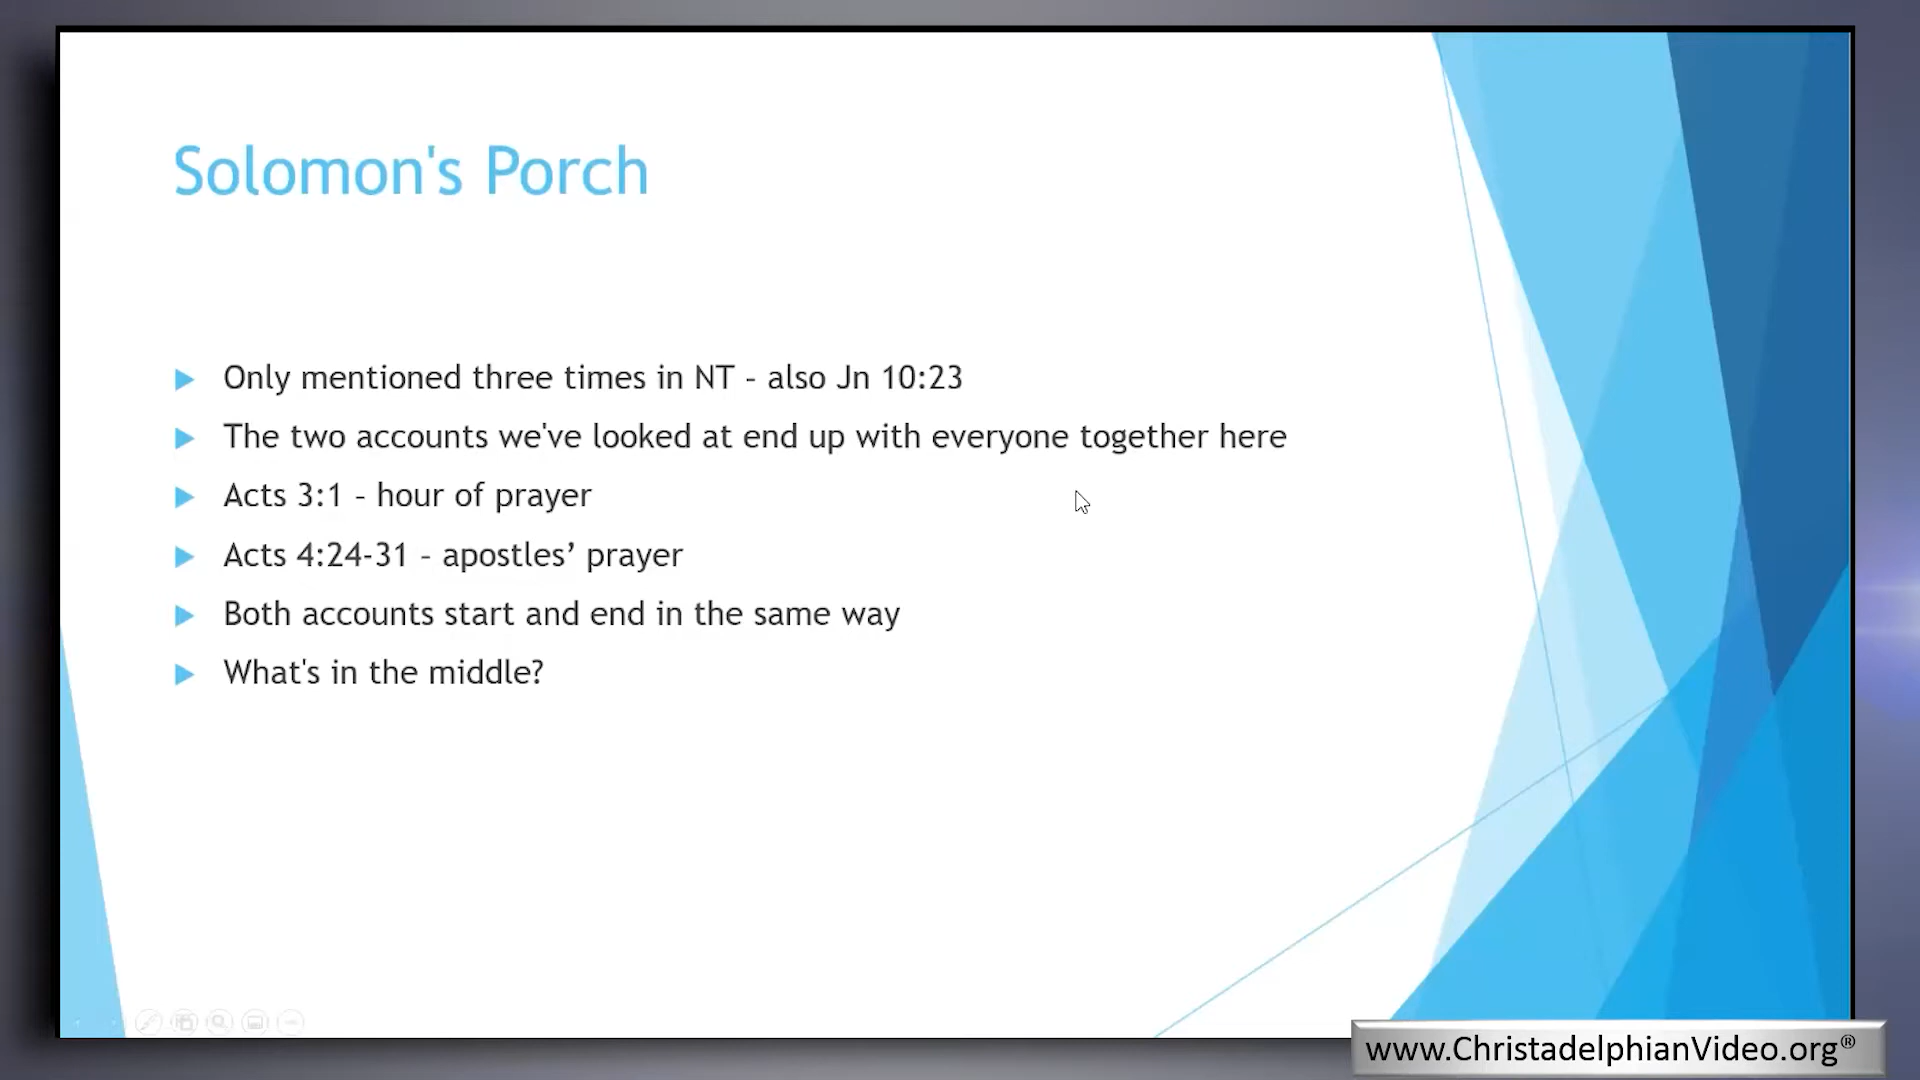 Solomon's Porch
Only mentioned three times in NT – also Jn 10:23
The two accounts we've looked at end up with everyone together here
Acts 3:1 – hour of prayer
Acts 4:24-31 – apostles’ prayer
Both accounts start and end in the same way
What's in the middle?
www.ChristadelphianVideo.org®